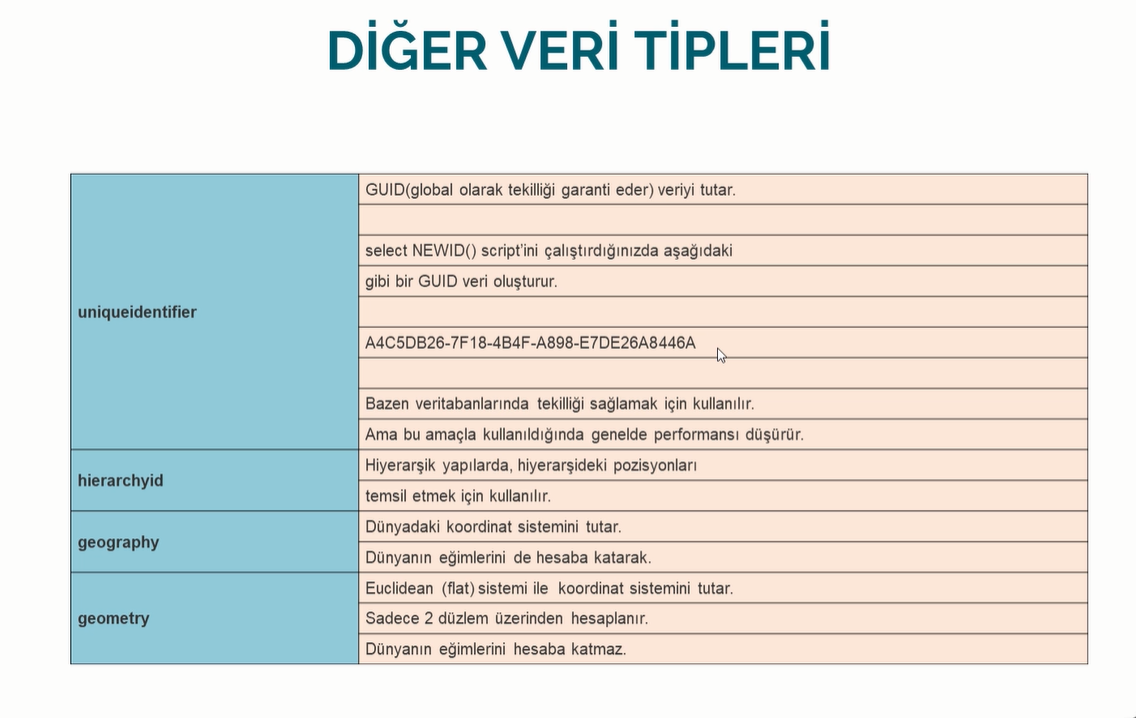 DİĞER VERİ TİPLERİ
uniqueidentifier
GUID(global olarak tekilliği garanti eder) veriyi tutar.
select NEWID() script'ini çalıştırdığınızda aşağıdaki
gibi bir GUID veri oluşturur.
A4C5DB26-7F18-4B4F-A898-E7DE26A8446A
Bazen veritabanlarında tekilliği sağlamak için kullanılır.
Ama bu amaçla kullanıldığında genelde performansı düşürür.
hierarchyid
Hiyerarşik yapılarda, hiyerarşideki pozisyonları
temsil etmek için kullanılır.
geography
Dünyadaki koordinat sistemini tutar.
Dünyanın eğimlerini de hesaba katarak.
geometry
Euclidean (flat) sistemi ile koordinat sistemini tutar.
Sadece 2 düzlem üzerinden hesaplanır.
Dünyanın eğimlerini hesaba katmaz.